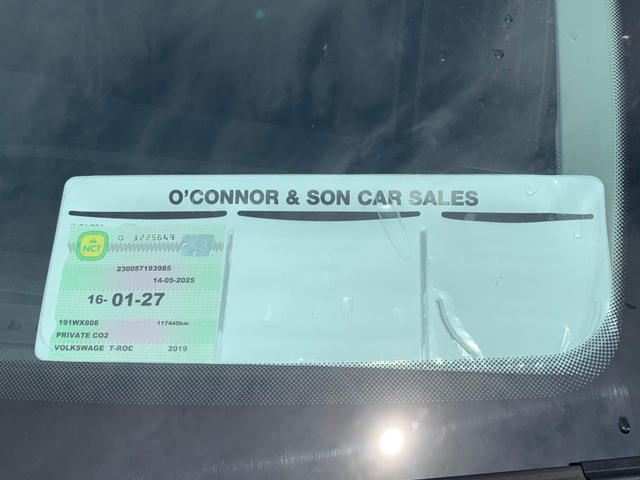 O'CONNOR & SON CAR SALES
NCT
G 3225649
230057193985
14-05-2025
16- 01-27
191WX808 117440km
PRIVATE CO2
VOLKSWAGE T-ROC 2019